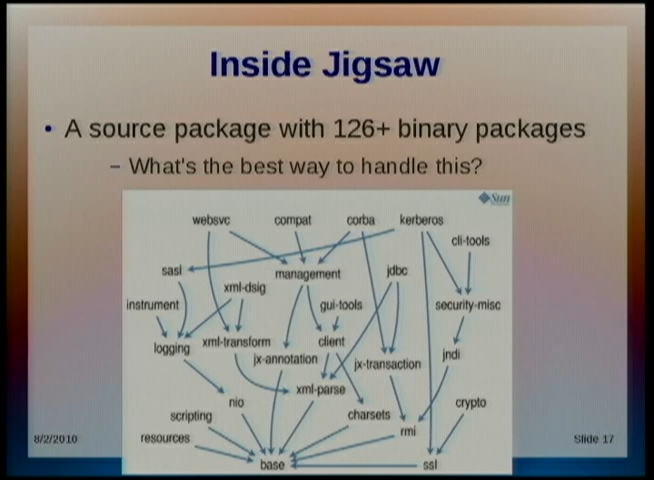 Inside Jigsaw
• A source package with 126+ binary packages
– What's the best way to handle this?
Sun
websvc compat corba kerberos
cli-tools
sasl management jdbc
xml-dsig
instrument gui-tools security-misc
logging xml-transform client
jx-annotation jx-transaction jndi
xml-parse
nio crypto
scripting charsets
resources rmi
base ssl
8/2/2010 Slide 17